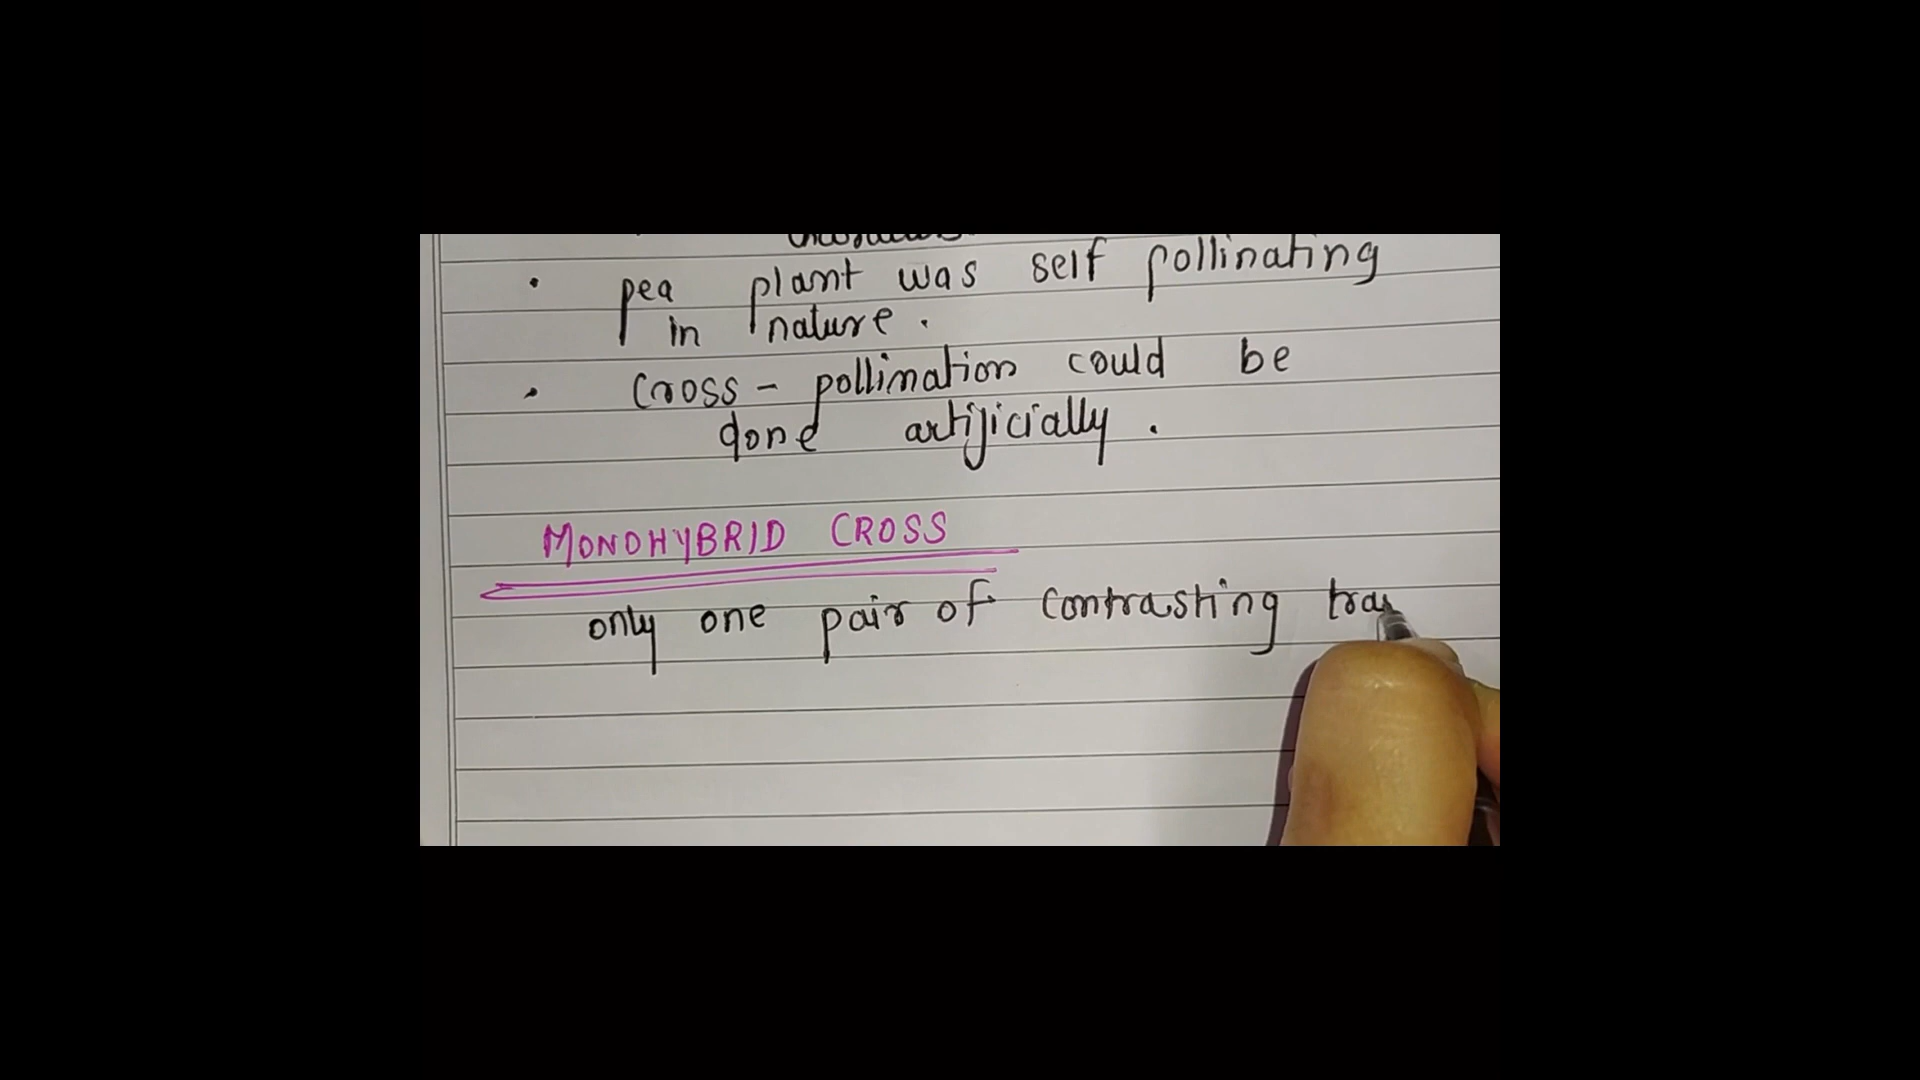 • pea plant was self pollinating
in nature.
• Cross - pollination could be
done artificially.
MONOHYBRID CROSS
only one pair of contrasting